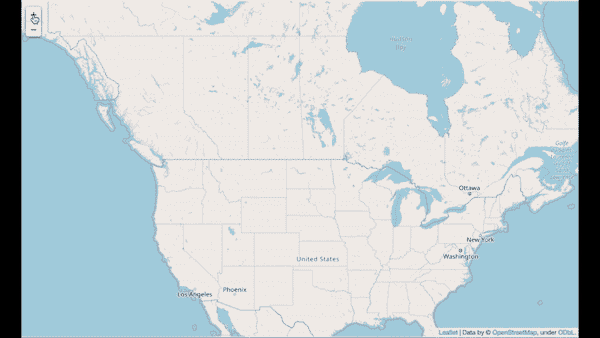 +
−
Hudson
Bay
Ottawa
New York
Washington
United States
Phoenix
Los Angeles
Leaflet | Data by © OpenStreetMap, under ODbL.